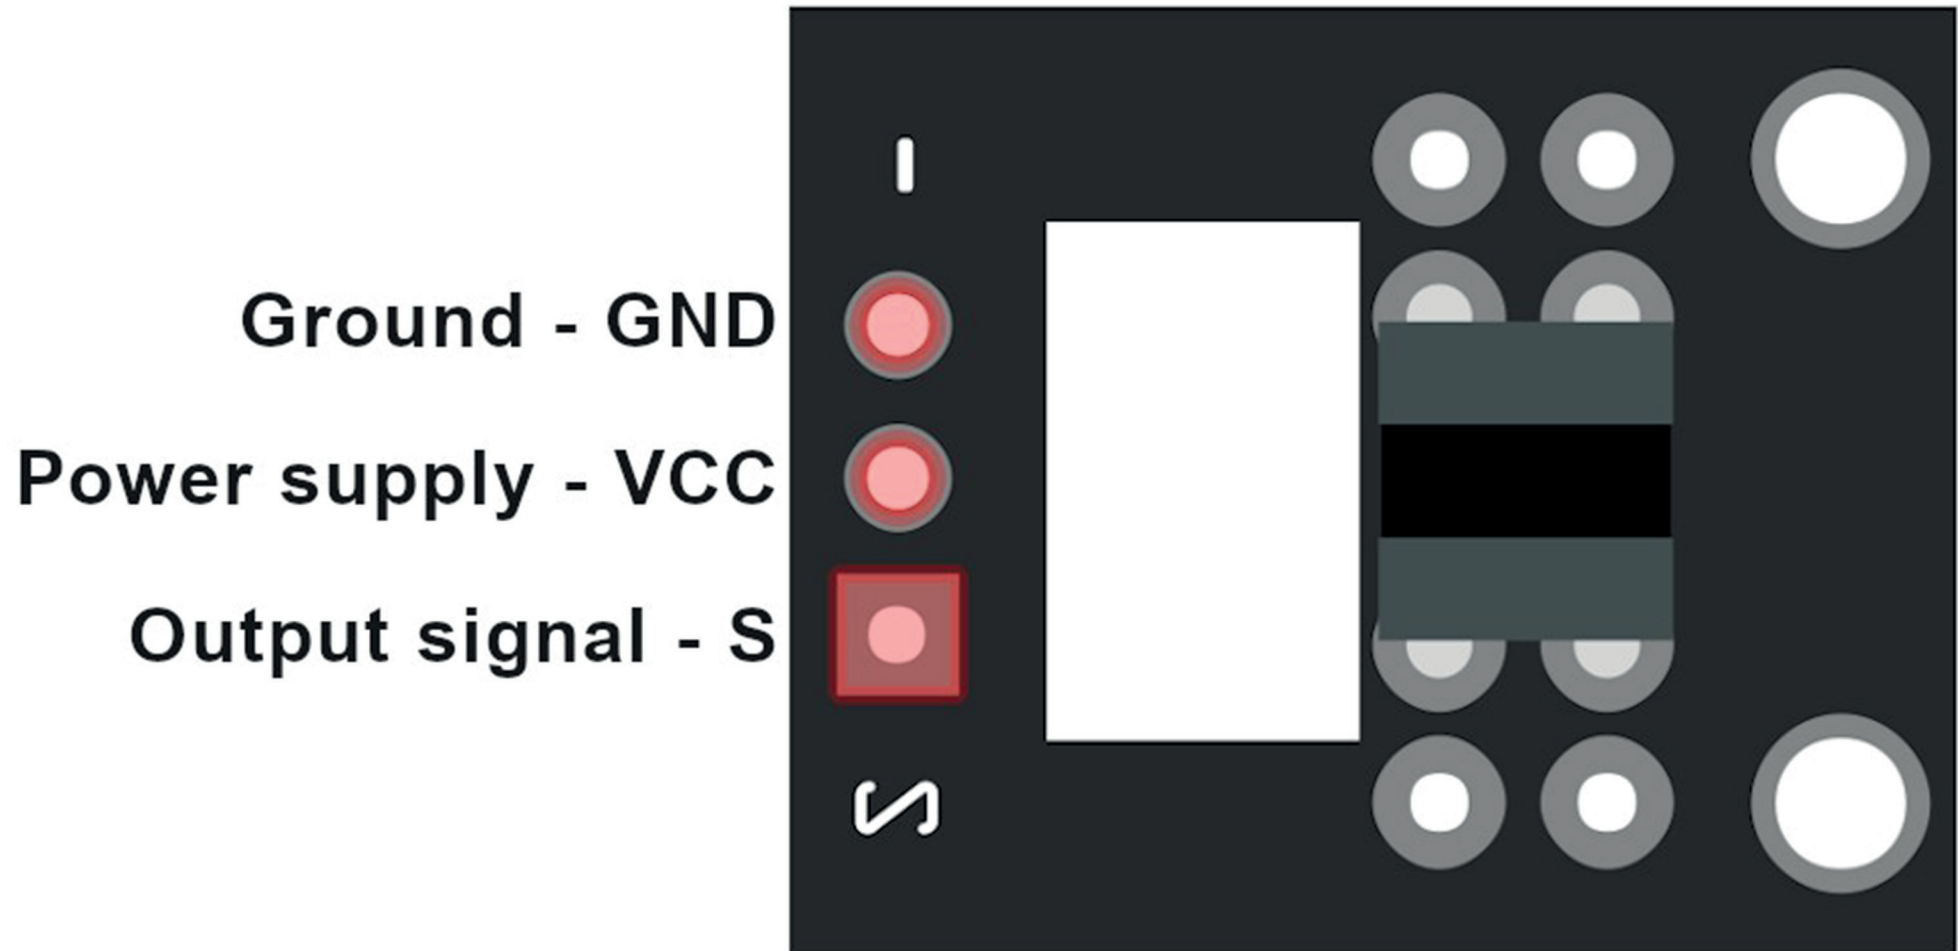 Ground - GND
Power supply - VCC
Output signal - S
S